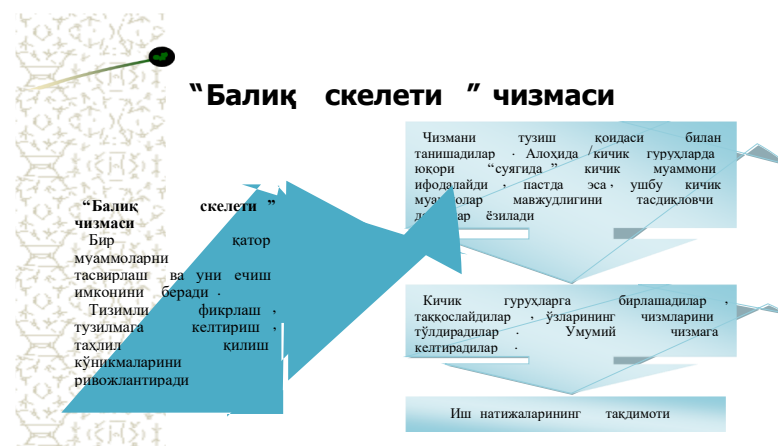 “Балиқ скелети ” чизмаси
“Балиқ скелети ”
чизмаси
Бир қатор
муаммоларни
тасвирлаш ва уни ечиш
имконини беради .
Тизимли фикрлаш ,
тузилмага келтириш ,
таҳлил қилиш
кўникмаларини
ривожлантиради
Чизмани тузиш қоидаси билан
танишадилар . Алоҳида /кичик гуруҳларда
юқори “суягида ” кичик муаммони
ифодалайди , пастда эса , ушбу кичик
мавжудлигини тасдиқловчи
ёзилади
Кичик гуруҳларга бирлашадилар ,
таққослайдилар , ўзларининг чизмларини
тўлдирадилар . Умумий чизмага
келтирадилар .
Иш натижаларининг тақдимоти